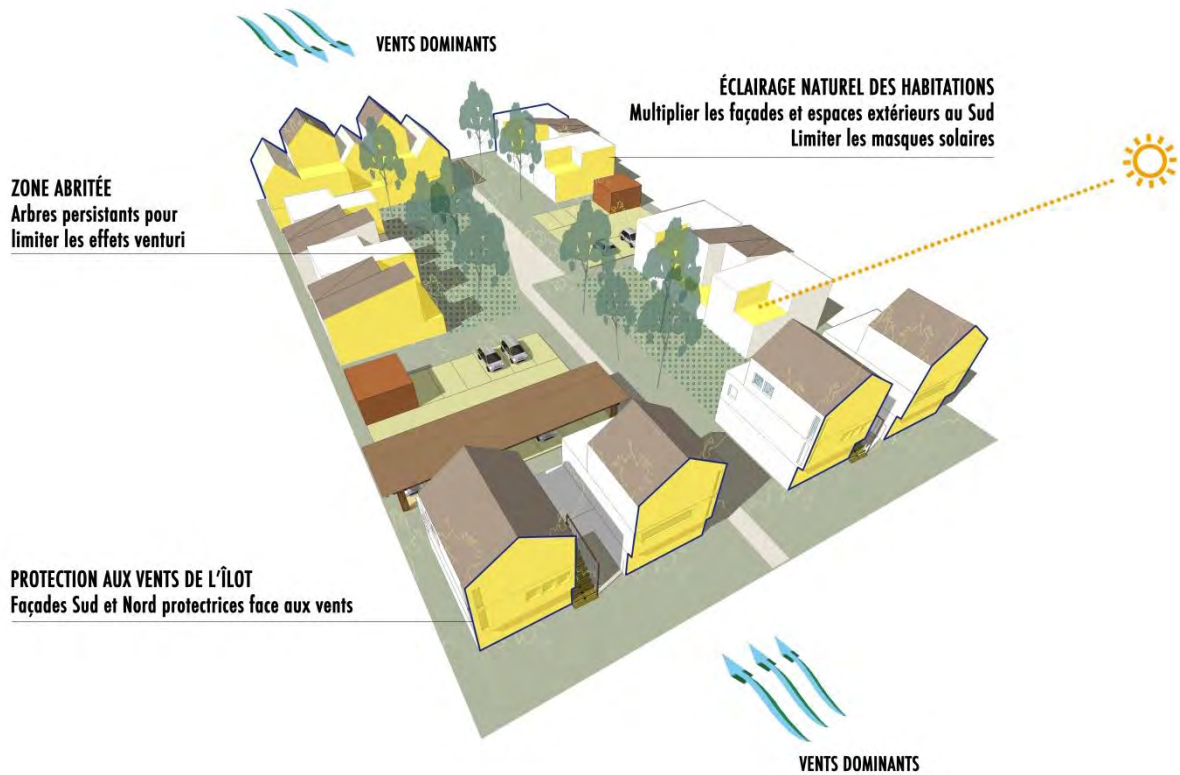 VENTS DOMINANTS
ÉCLAIRAGE NATUREL DES HABITATIONS
Multiplier les façades et espaces extérieurs au Sud
Limiter les masques solaires
ZONE ABRITÉE
Arbres persistants pour
limiter les effets venturi
PROTECTION AUX VENTS DE L'ÎLOT
Façades Sud et Nord protectrices face aux vents
VENTS DOMINANTS